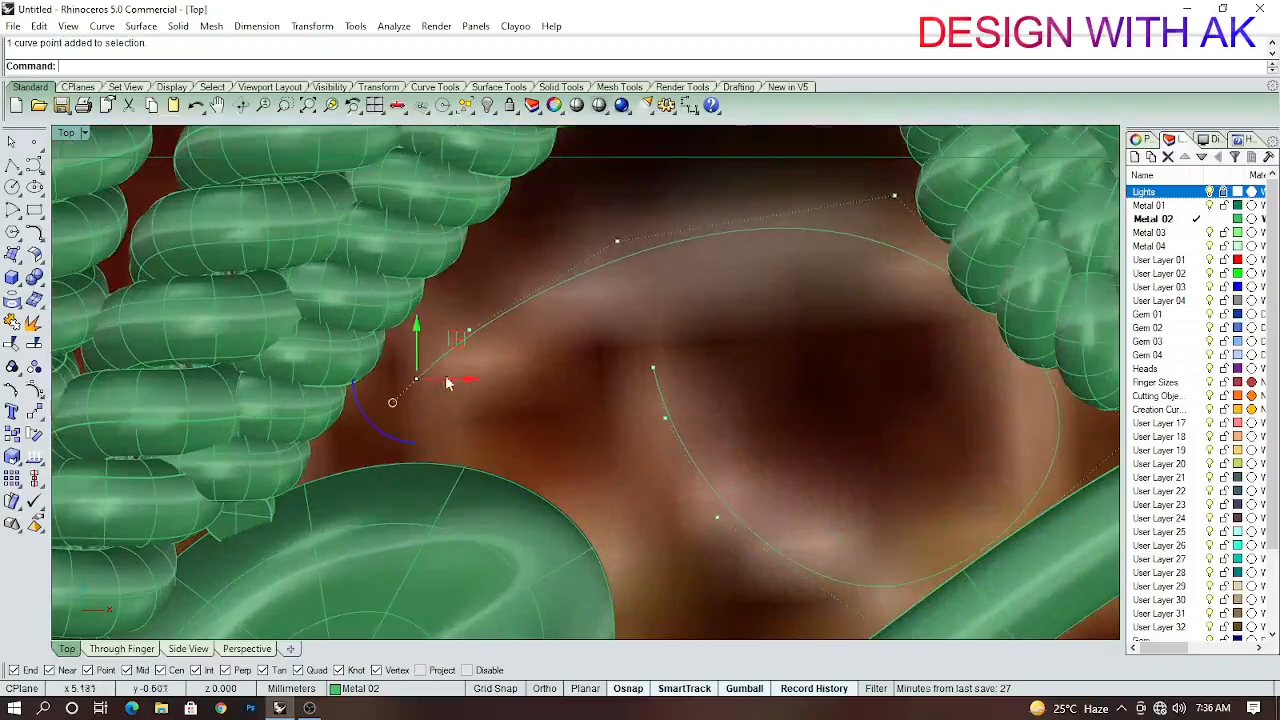 Untitled - Rhinoceros 5.0 Commercial - [Top]
DESIGN WITH AK
File Edit View Curve Surface Solid Mesh Dimension Transform Tools Analyze Render Panels Clayoo Help
1 curve point added to selection.
Command:
Standard CPlanes Set View Display Select Viewport Layout Visibility Transform Curve Tools Surface Tools Solid Tools Mesh Tools Render Tools Drafting New in V5
Top
Name Mate
Lights
Metal 01
Metal 02
Metal 03
Metal 04
User Layer 01
User Layer 02
User Layer 03
User Layer 04
Gem 01
Gem 02
Gem 03
Gem 04
Heads
Finger Sizes
Cutting Obje...
Creation Cur...
User Layer 17
User Layer 18
User Layer 19
User Layer 20
User Layer 21
User Layer 22
User Layer 23
User Layer 24
User Layer 25
User Layer 26
User Layer 27
User Layer 28
User Layer 29
User Layer 30
User Layer 31
User Layer 32
x
Top Through Finger Side View Perspective
End Near Point Mid Cen Int Perp Tan Quad Knot Vertex Project Disable
CPlane x 5.131 y -0.601 z 0.000 Millimeters Metal 02 Grid Snap Ortho Planar Osnap SmartTrack Gumball Record History Filter Minutes from last save: 27
25°C Haze 7:36 AM